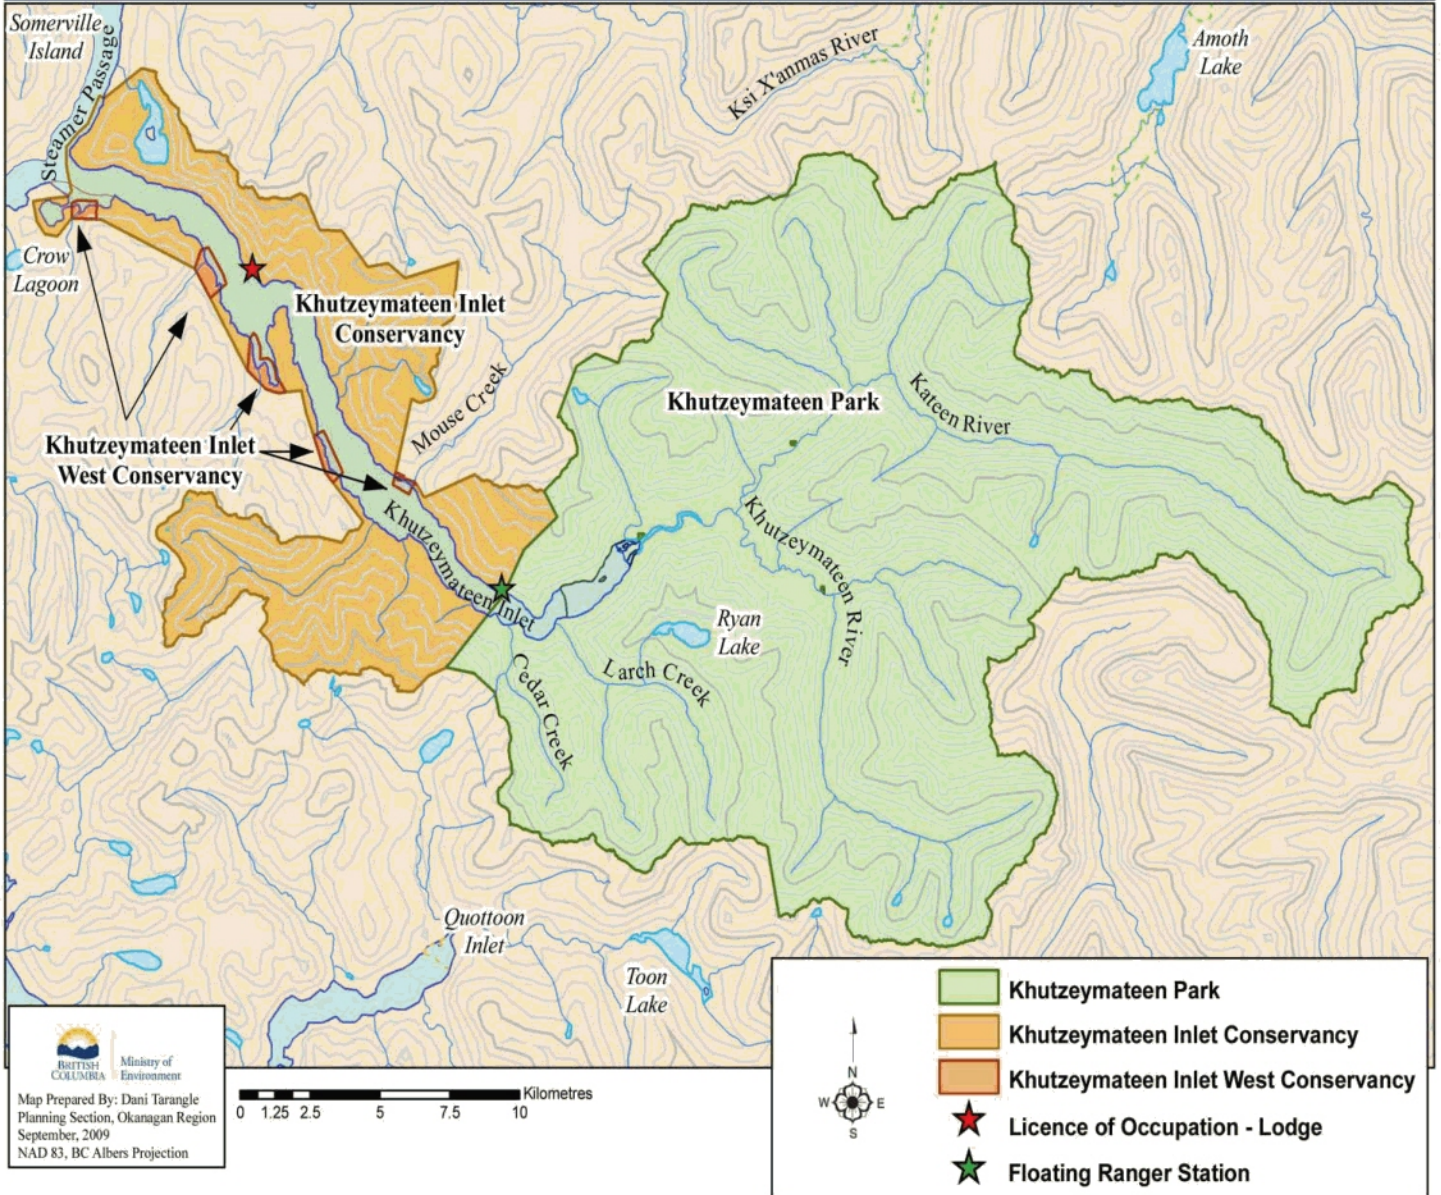 Somerville
Island
Steamer Passage
Ksi X'anmas River
Amoth
Lake
Crow
Lagoon
Khutzeymateen Inlet
Conservancy
Khutzeymateen Park
Mouse Creek
Kateen River
Khutzeymateen Inlet
West Conservancy
Khutzeymateen Inlet
Khutzeymateen River
Ryan
Lake
Larch Creek
Cedar Creek
Quottoon
Inlet
Toon
Lake
Khutzeymateen Park
Khutzeymateen Inlet Conservancy
Khutzeymateen Inlet West Conservancy
Licence of Occupation - Lodge
Floating Ranger Station
N
W E
S
BRITISH
COLUMBIA
Ministry of
Environment
Map Prepared By: Dani Tarangle
Planning Section, Okanagan Region
September, 2009
NAD 83, BC Albers Projection
Kilometres
0 1.25 2.5 5 7.5 10